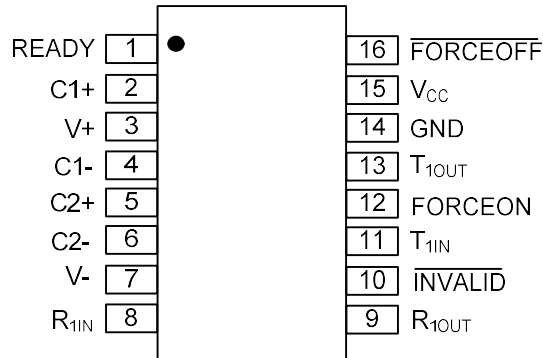 READY 1 16 FORCEOFF
C1+ 2 15 VCC
V+ 3 14 GND
C1- 4 13 T1OUT
C2+ 5 12 FORCEON
C2- 6 11 T1IN
V- 7 10 INVALID
R1IN 8 9 R1OUT